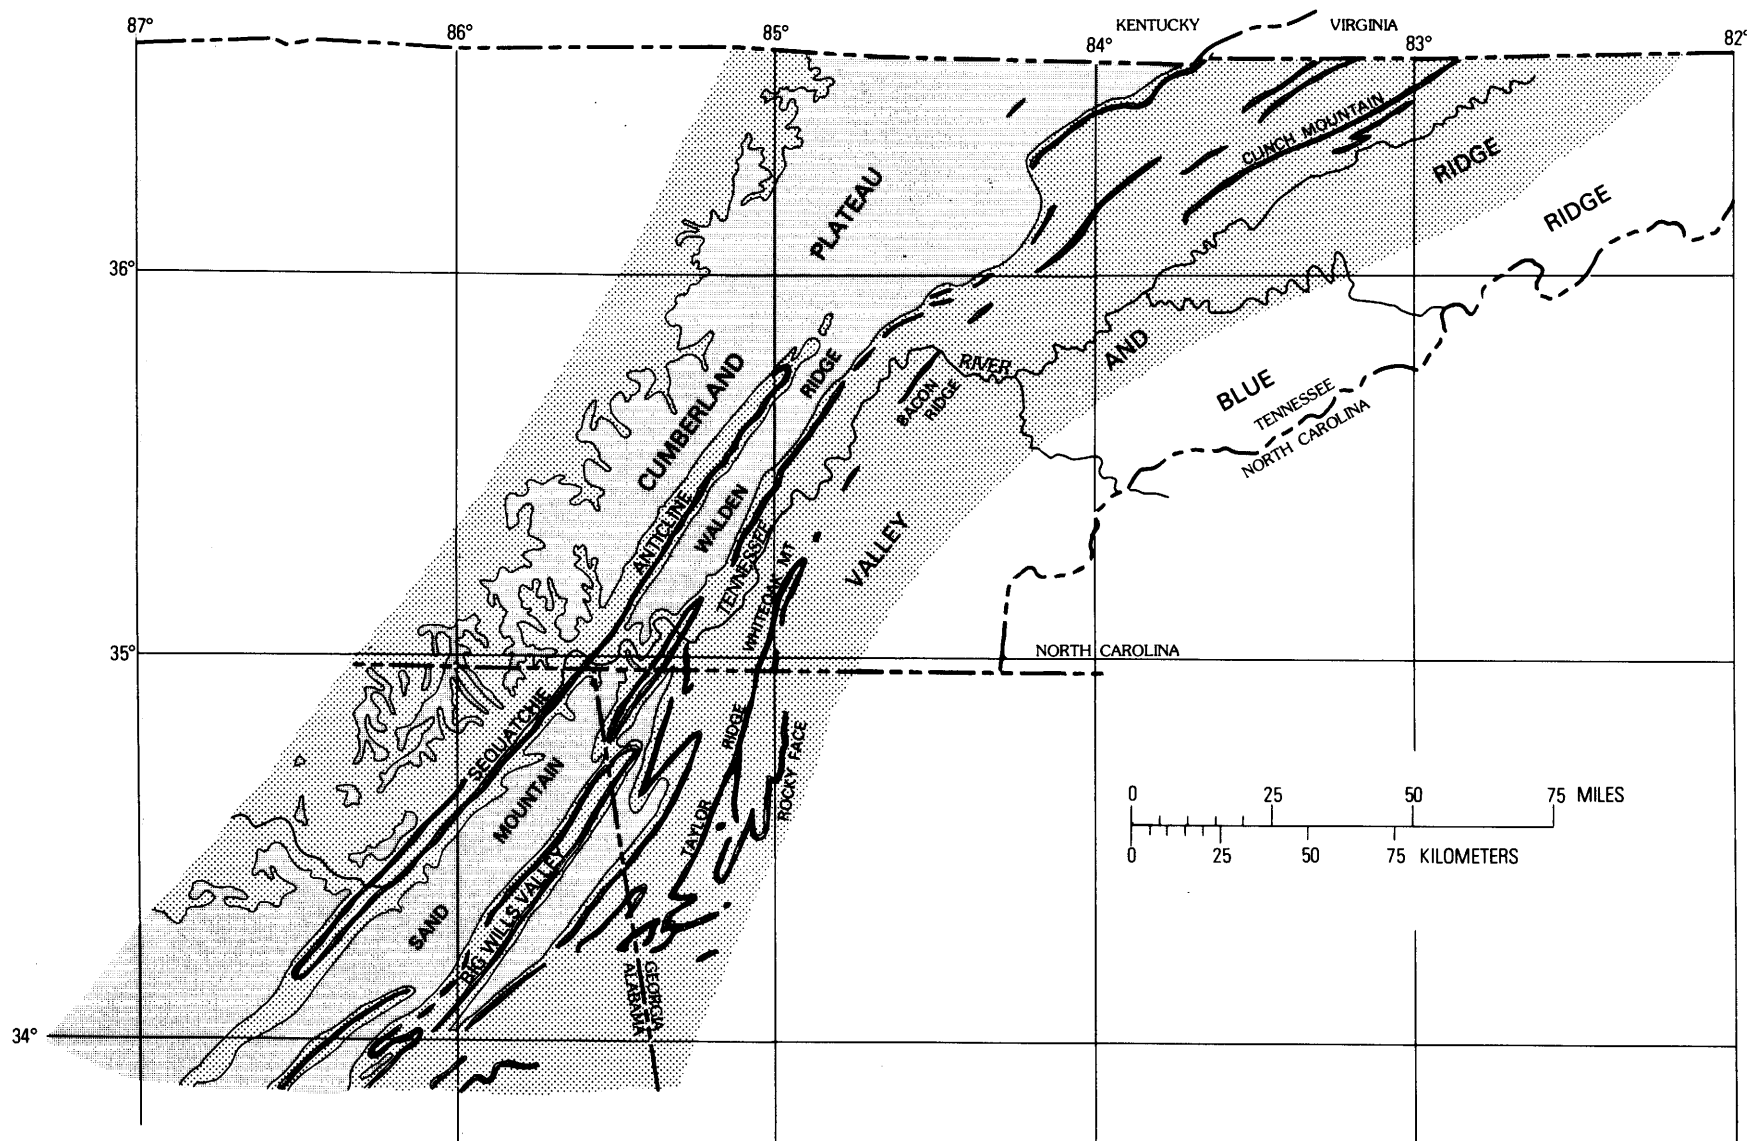 KENTUCKY
VIRGINIA
87°
86°
85°
84°
83°
82°
CLINCH MOUNTAIN
RIDGE
RIDGE
PLATEAU
36°
AND
BLUE
TENNESSEE
NORTH CAROLINA
RIVER
BACON
RIDGE
RIDGE
CUMBERLAND
WALDEN
ANTICLINE
TENNESSEE
VALLEY
WHITEOAK MT
35°
NORTH CAROLINA
SEQUATCHIE
RIDGE
ROCKY FACE
MOUNTAIN
TAYLOR
0 25 50 75 MILES
0 25 50 75 KILOMETERS
BIG WILLS VALLEY
SAND
GEORGIA
ALABAMA
34°